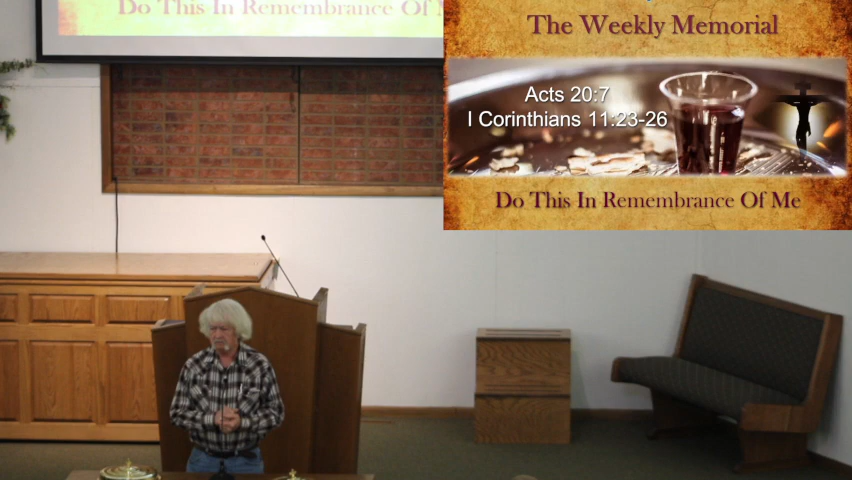 Do This In Remembrance Of
The Weekly Memorial
Acts 20:7
I Corinthians 11:23-26
Do This In Remembrance Of Me